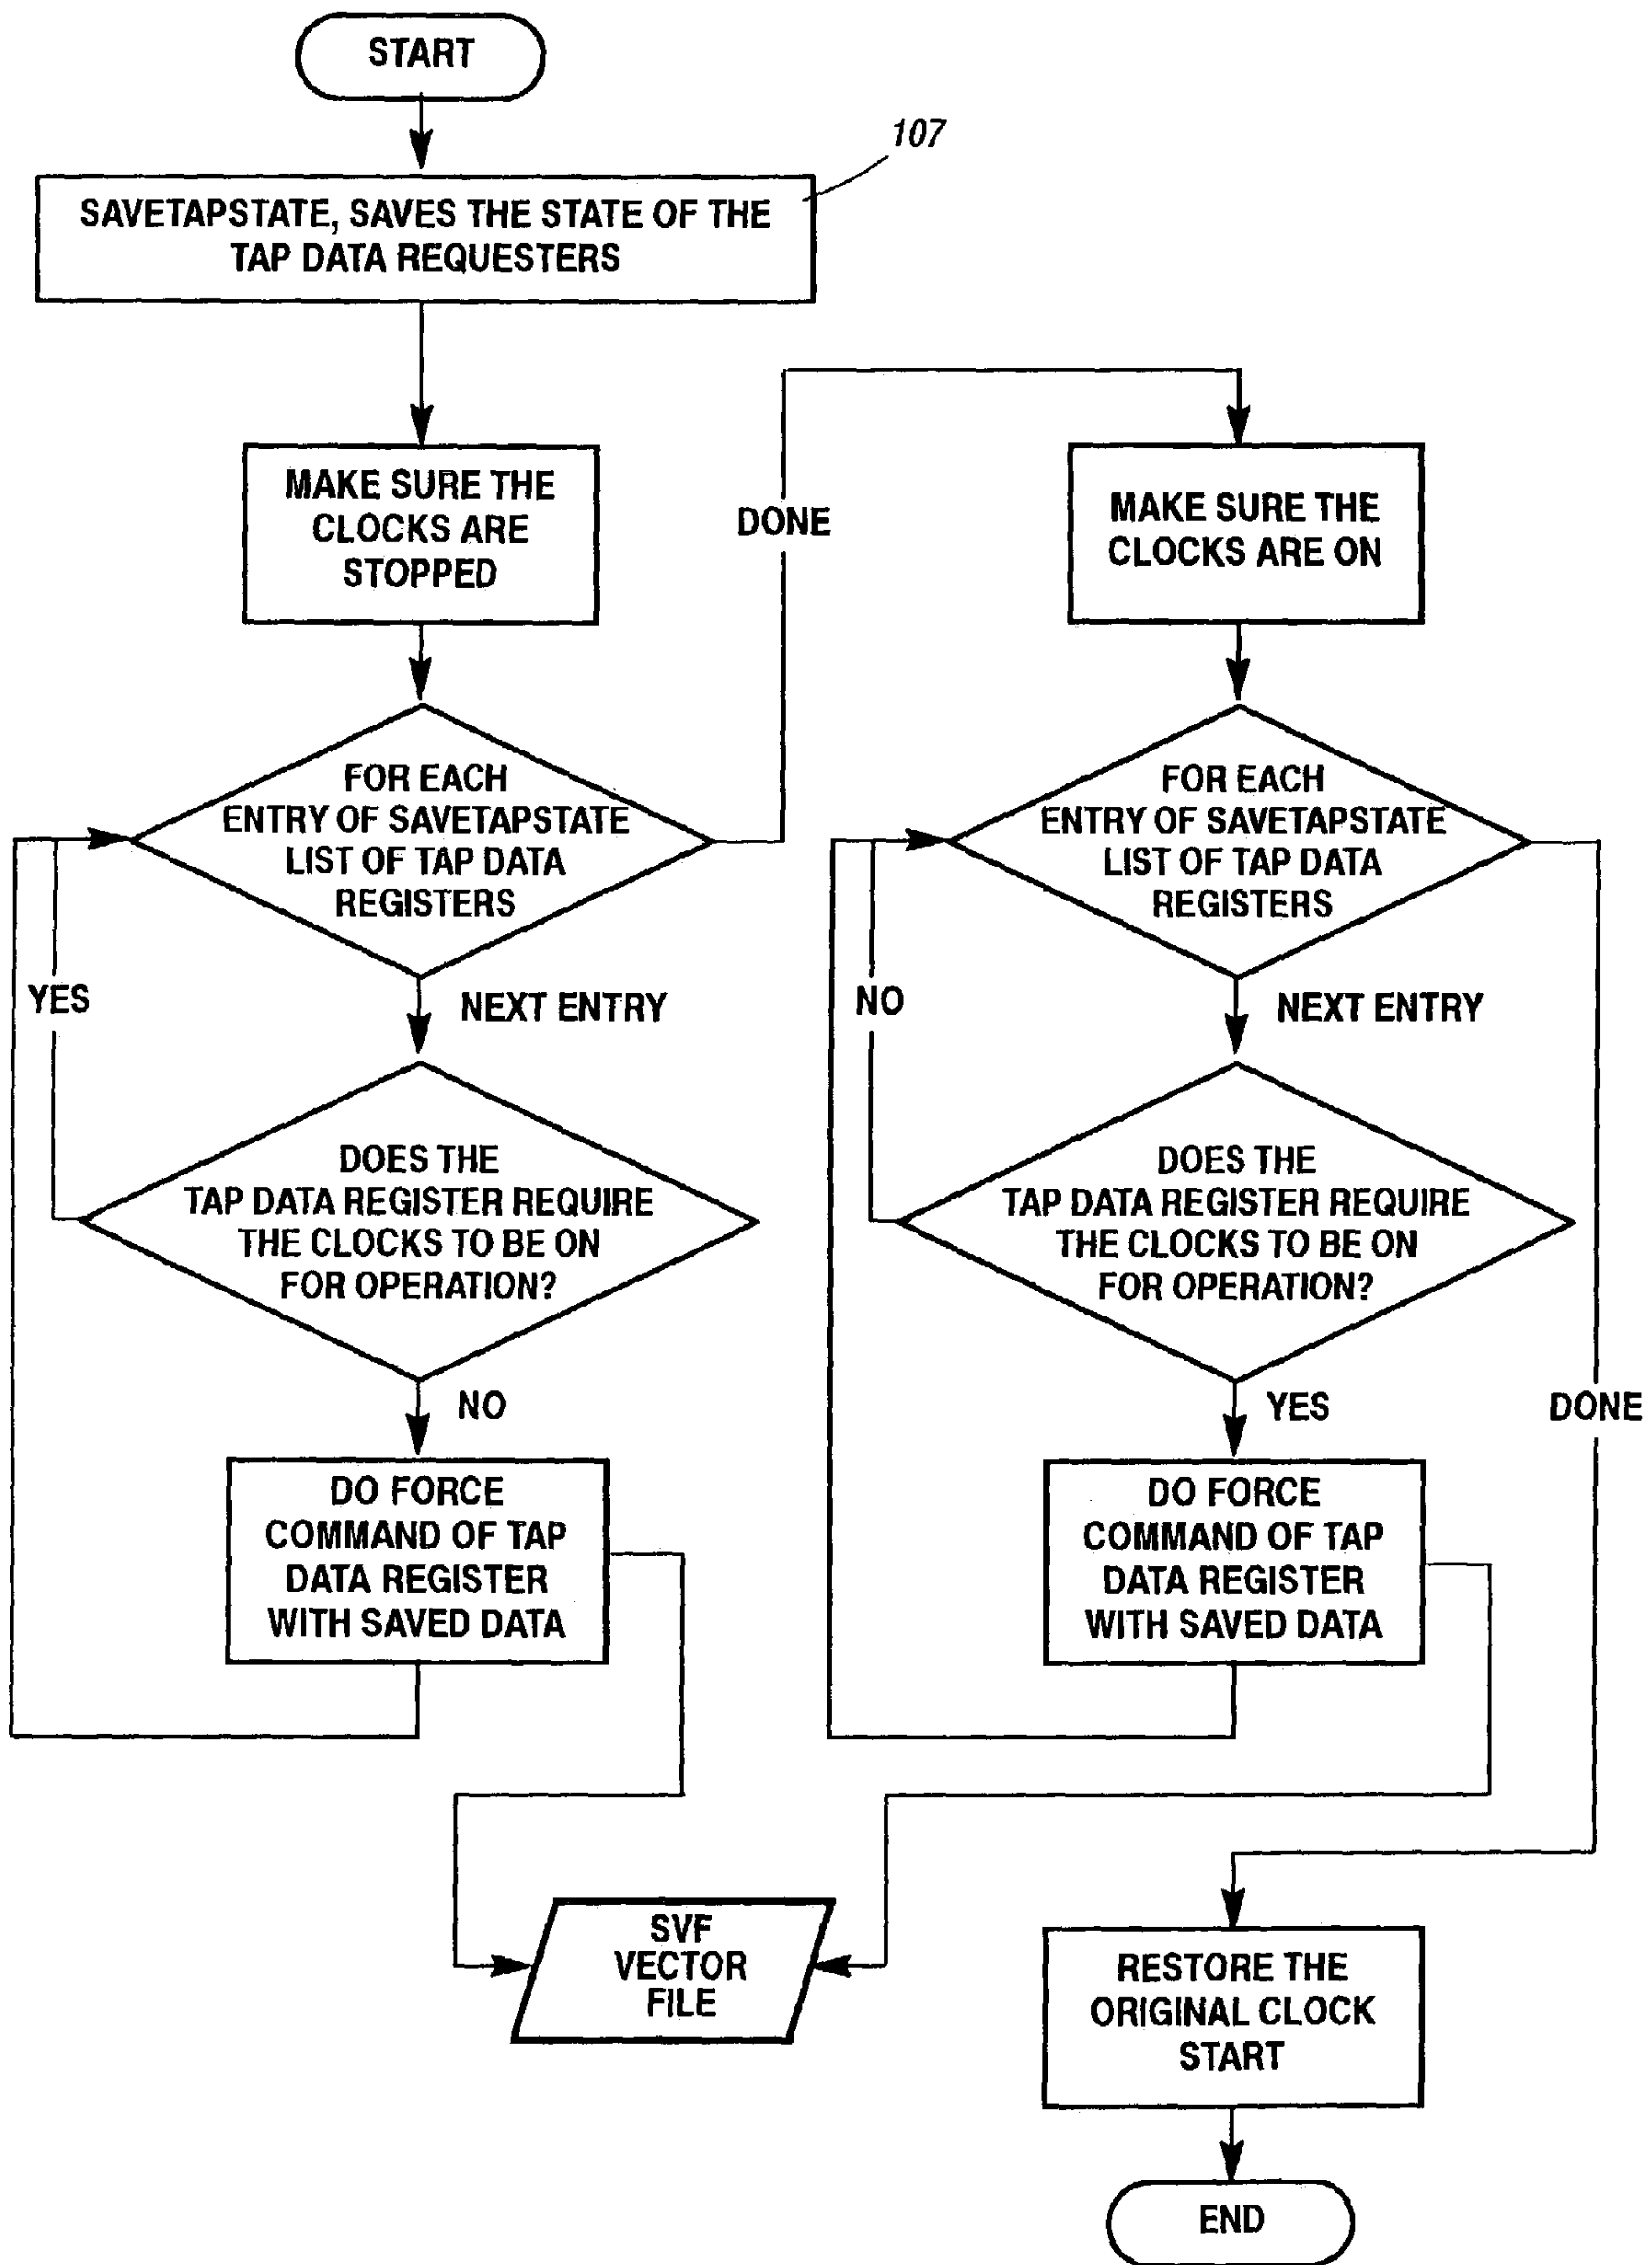 START
107
SAVETAPSTATE, SAVES THE STATE OF THE
TAP DATA REQUESTERS
MAKE SURE THE
CLOCKS ARE
STOPPED
DONE
MAKE SURE THE
CLOCKS ARE ON
FOR EACH
ENTRY OF SAVETAPSTATE
LIST OF TAP DATA
REGISTERS
FOR EACH
ENTRY OF SAVETAPSTATE
LIST OF TAP DATA
REGISTERS
YES
NEXT ENTRY
NO
NEXT ENTRY
DOES THE
TAP DATA REGISTER REQUIRE
THE CLOCKS TO BE ON
FOR OPERATION?
DOES THE
TAP DATA REGISTER REQUIRE
THE CLOCKS TO BE ON
FOR OPERATION?
NO
YES
DONE
DO FORCE
COMMAND OF TAP
DATA REGISTER
WITH SAVED DATA
DO FORCE
COMMAND OF TAP
DATA REGISTER
WITH SAVED DATA
SVF
VECTOR
FILE
RESTORE THE
ORIGINAL CLOCK
START
END